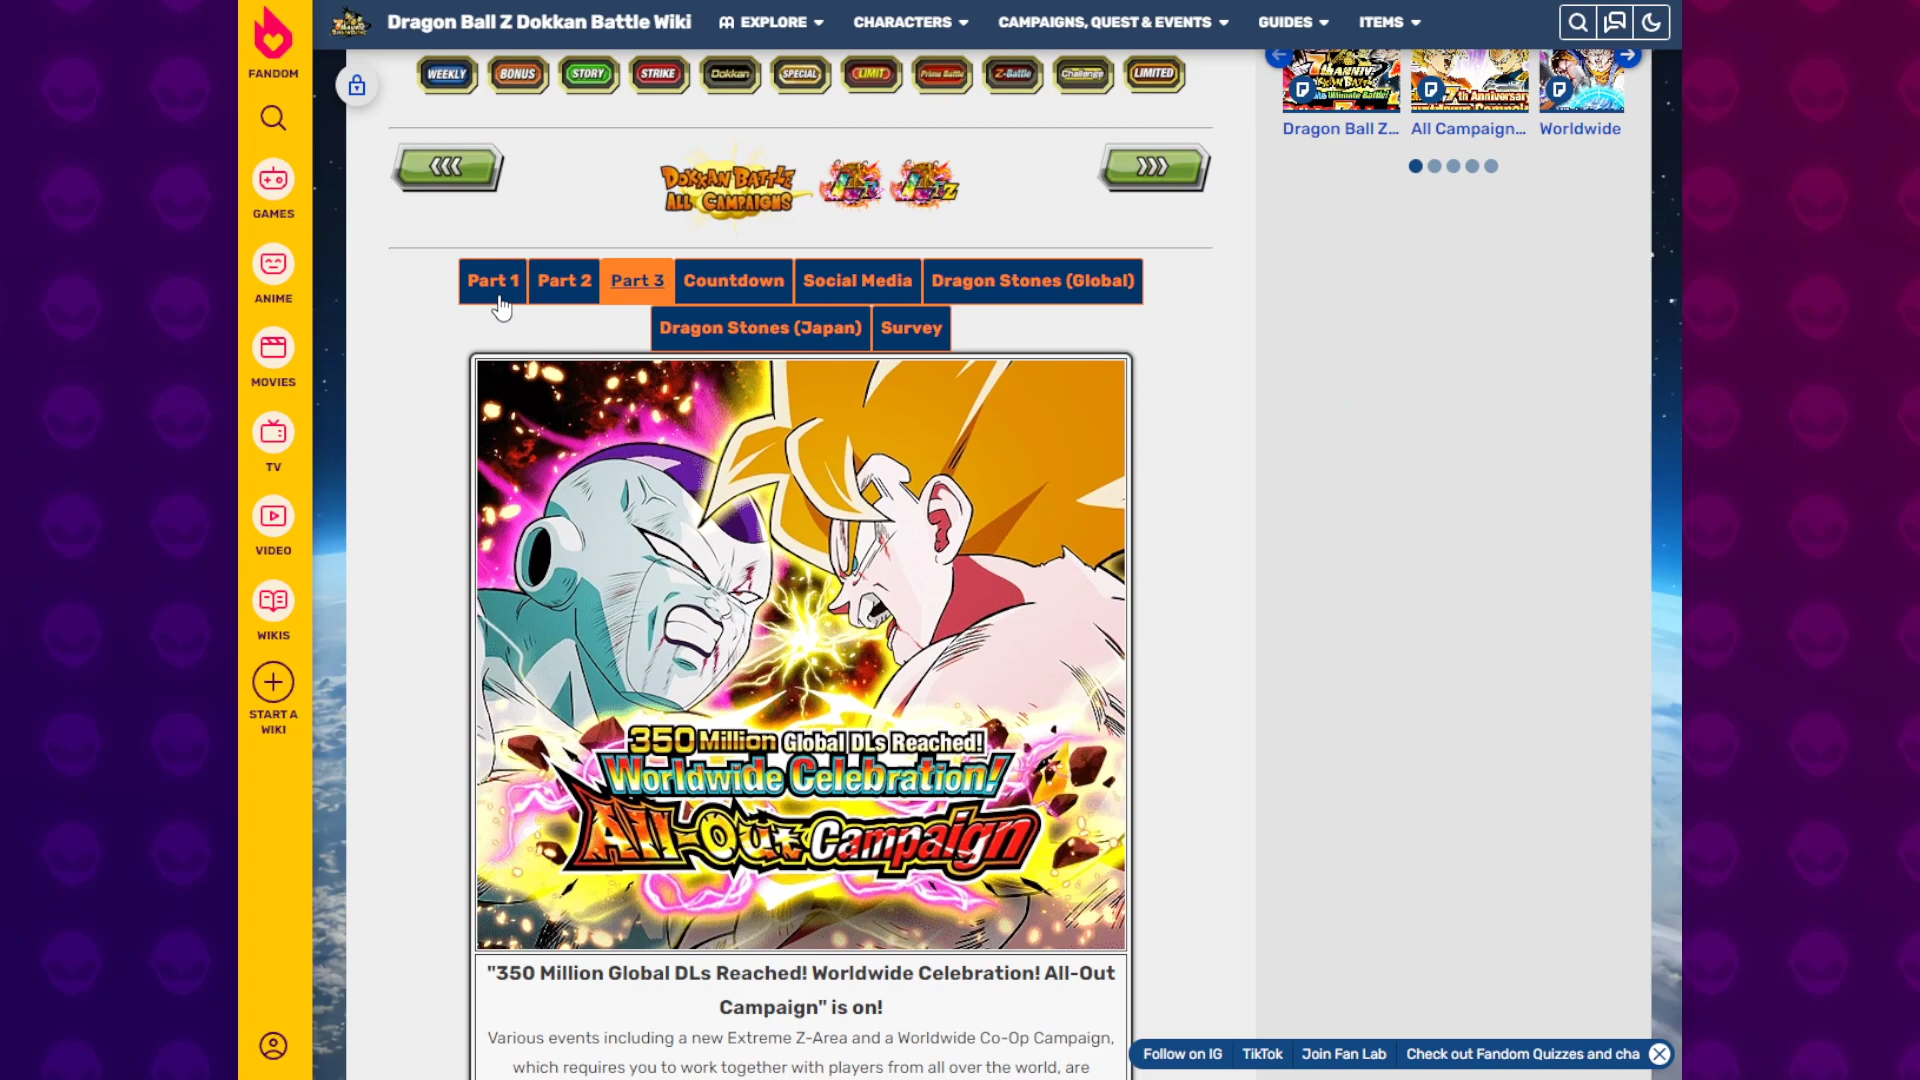 FANDOM
GAMES
ANIME
MOVIES
TV
VIDEO
WIKIS
START A
WIKI
Dragon Ball Z Dokkan Battle Wiki
EXPLORE
CHARACTERS
CAMPAIGNS, QUEST & EVENTS
GUIDES
ITEMS
WEEKLY
BONUS
STORY
STRIKE
Dokkan
SPECIAL
LIMIT
Prime Battle
Z-Battle
Challenge
LIMITED
Dragon Ball Z...
All Campaign...
Worldwide
DOKKAN BATTLE
ALL CAMPAIGNS
Part 1
Part 2
Part 3
Countdown
Social Media
Dragon Stones (Global)
Dragon Stones (Japan)
Survey
350 Million Global DLs Reached!
Worldwide Celebration!
All-Out Campaign
"350 Million Global DLs Reached! Worldwide Celebration! All-Out
Campaign" is on!
Various events including a new Extreme Z-Area and a Worldwide Co-Op Campaign,
which requires you to work together with players from all over the world, are
Follow on IG
TikTok
Join Fan Lab
Check out Fandom Quizzes and cha